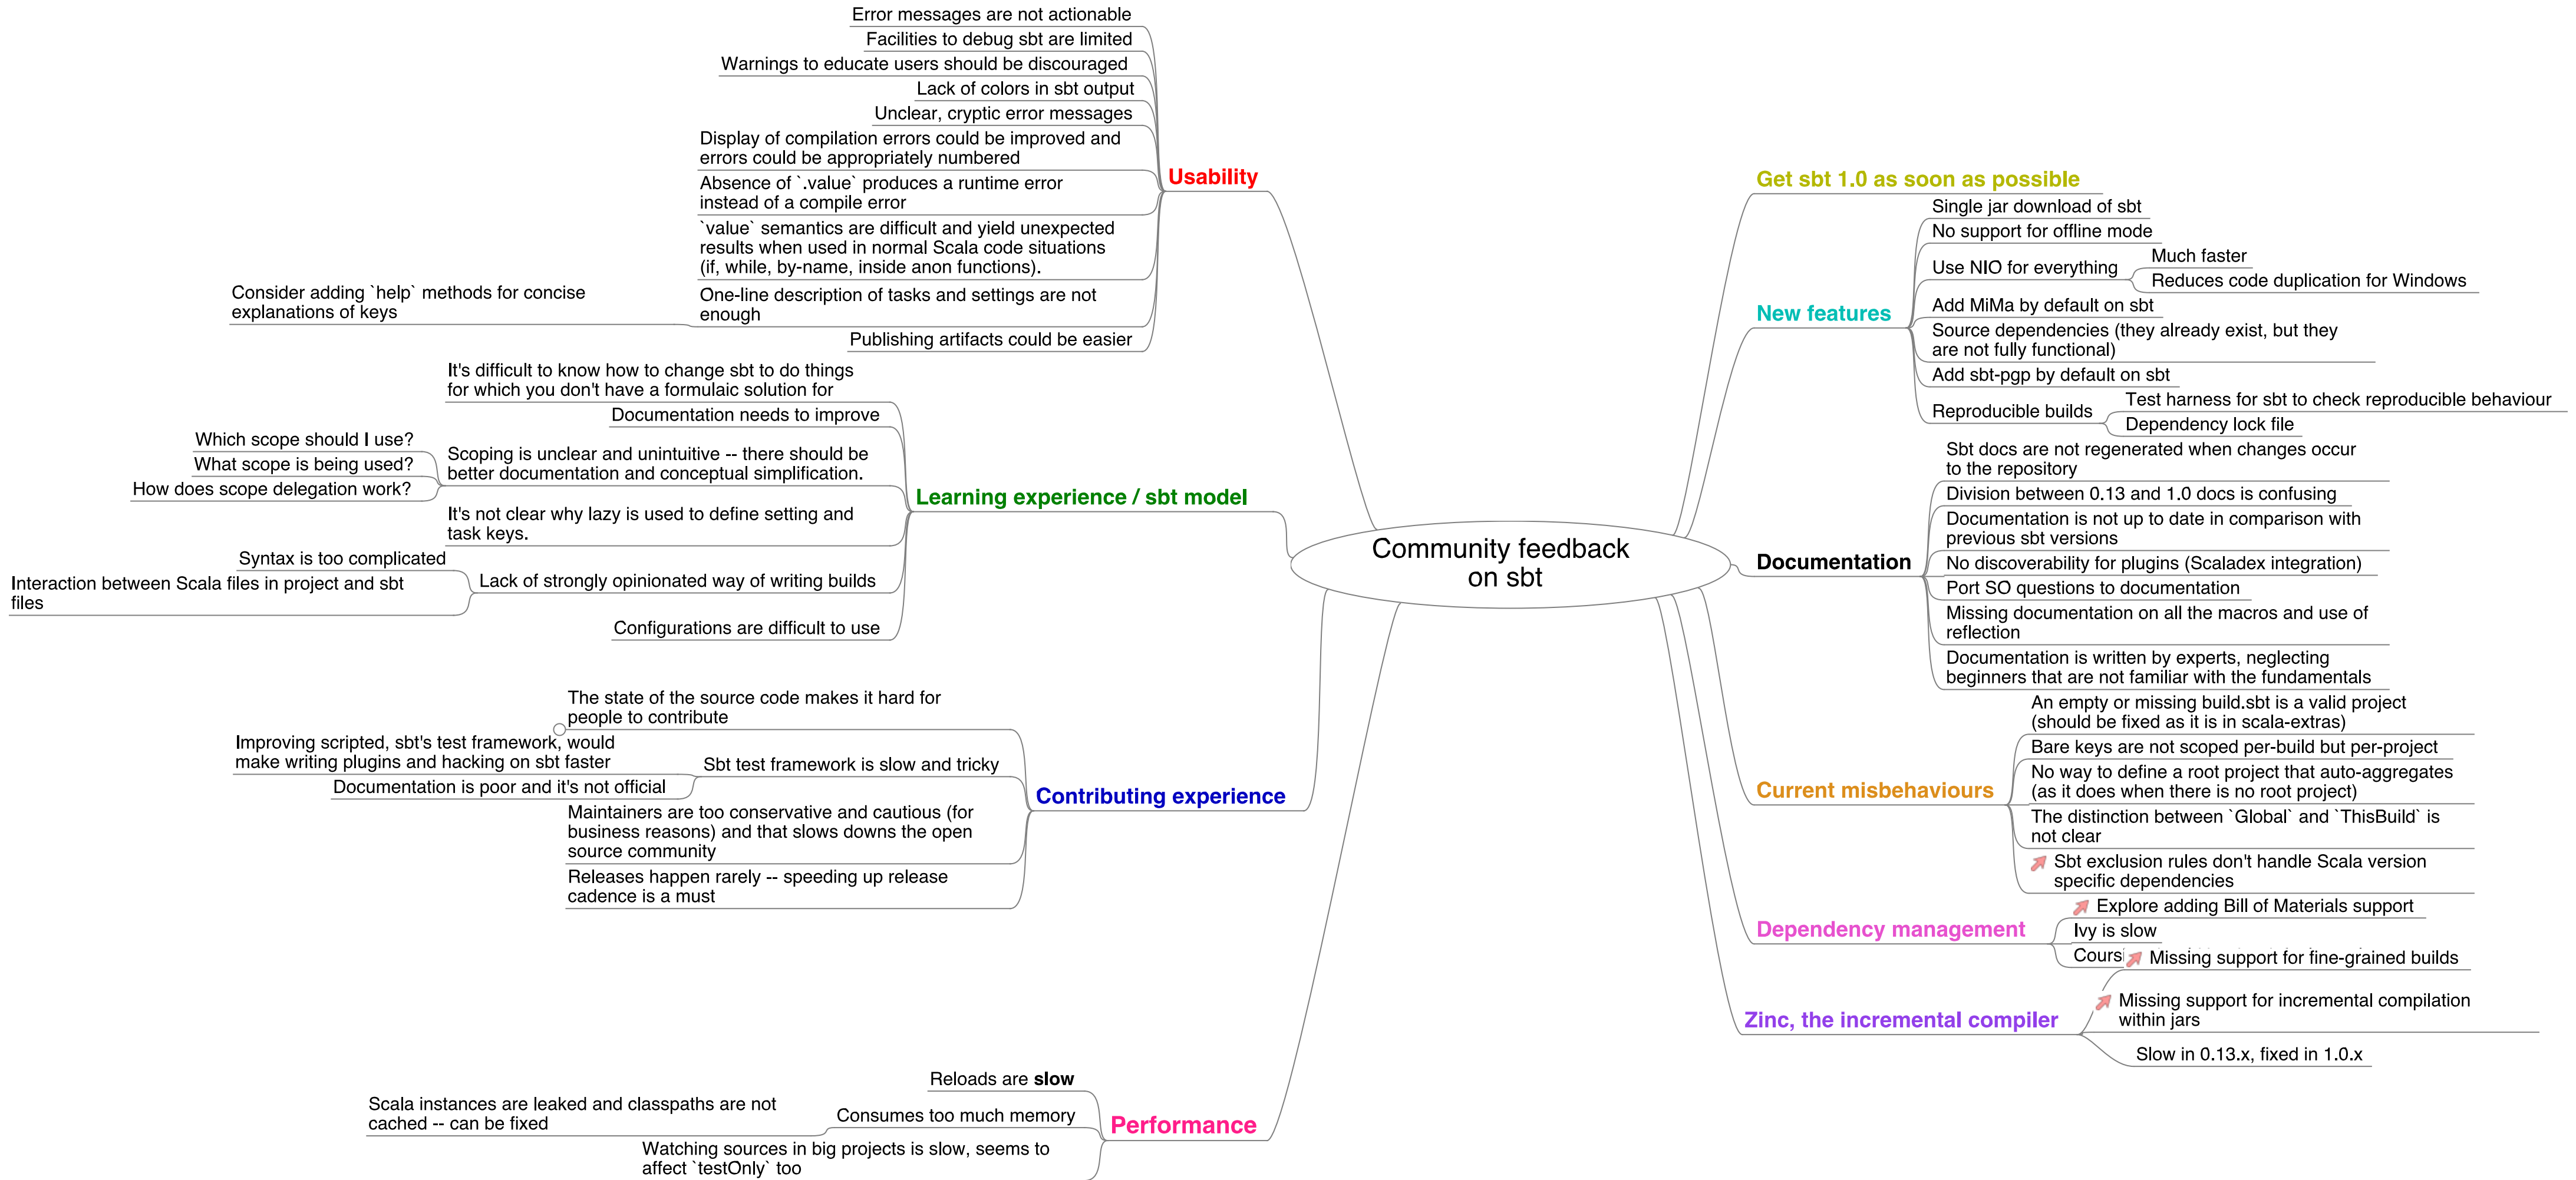 Community feedback
on sbt
Usability
Error messages are not actionable
Facilities to debug sbt are limited
Warnings to educate users should be discouraged
Lack of colors in sbt output
Unclear, cryptic error messages
Display of compilation errors could be improved and
errors could be appropriately numbered
Absence of `.value` produces a runtime error
instead of a compile error
`value` semantics are difficult and yield unexpected
results when used in normal Scala code situations
(if, while, by-name, inside anon functions).
One-line description of tasks and settings are not
enough
Consider adding `help` methods for concise
explanations of keys
Publishing artifacts could be easier
Learning experience / sbt model
It's difficult to know how to change sbt to do things
for which you don't have a formulaic solution for
Documentation needs to improve
Scoping is unclear and unintuitive -- there should be
better documentation and conceptual simplification.
Which scope should I use?
What scope is being used?
How does scope delegation work?
It's not clear why lazy is used to define setting and
task keys.
Lack of strongly opinionated way of writing builds
Syntax is too complicated
Interaction between Scala files in project and sbt
files
Configurations are difficult to use
Contributing experience
The state of the source code makes it hard for
people to contribute
Sbt test framework is slow and tricky
Improving scripted, sbt's test framework, would
make writing plugins and hacking on sbt faster
Documentation is poor and it's not official
Maintainers are too conservative and cautious (for
business reasons) and that slows downs the open
source community
Releases happen rarely -- speeding up release
cadence is a must
Performance
Reloads are slow
Consumes too much memory
Scala instances are leaked and classpaths are not
cached -- can be fixed
Watching sources in big projects is slow, seems to
affect `testOnly` too
Get sbt 1.0 as soon as possible
New features
Single jar download of sbt
No support for offline mode
Use NIO for everything
Much faster
Reduces code duplication for Windows
Add MiMa by default on sbt
Source dependencies (they already exist, but they
are not fully functional)
Add sbt-pgp by default on sbt
Reproducible builds
Test harness for sbt to check reproducible behaviour
Dependency lock file
Documentation
Sbt docs are not regenerated when changes occur
to the repository
Division between 0.13 and 1.0 docs is confusing
Documentation is not up to date in comparison with
previous sbt versions
No discoverability for plugins (Scaladex integration)
Port SO questions to documentation
Missing documentation on all the macros and use of
reflection
Documentation is written by experts, neglecting
beginners that are not familiar with the fundamentals
Current misbehaviours
An empty or missing build.sbt is a valid project
(should be fixed as it is in scala-extras)
Bare keys are not scoped per-build but per-project
No way to define a root project that auto-aggregates
(as it does when there is no root project)
The distinction between `Global` and `ThisBuild` is
not clear
Sbt exclusion rules don't handle Scala version
specific dependencies
Dependency management
Explore adding Bill of Materials support
Ivy is slow
Cours
Zinc, the incremental compiler
Missing support for fine-grained builds
Missing support for incremental compilation
within jars
Slow in 0.13.x, fixed in 1.0.x